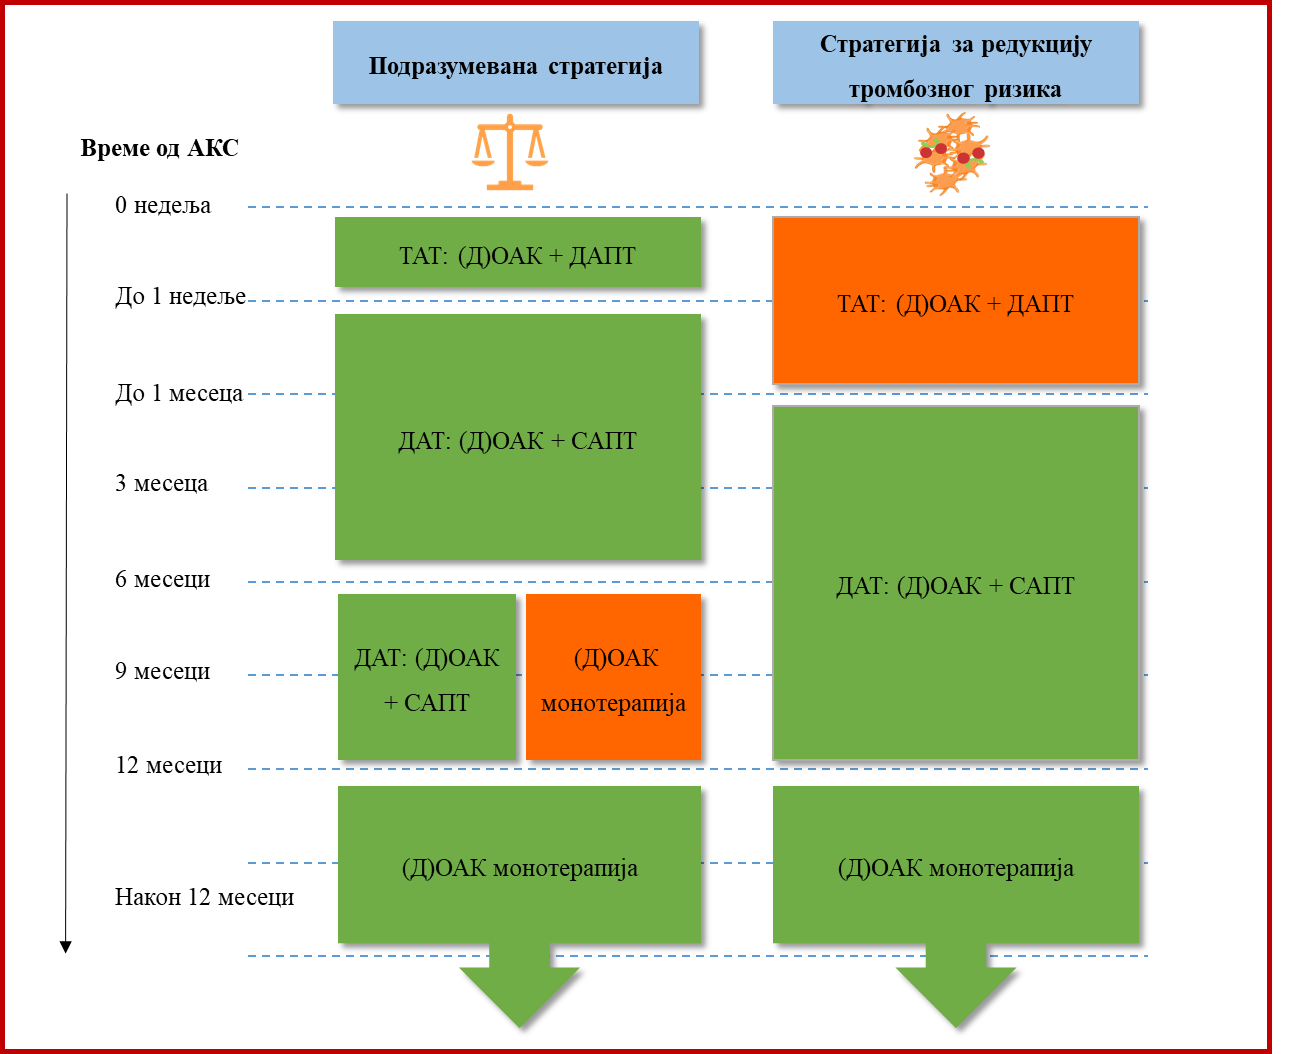 Подразумевана стратегија
Стратегија за редукцију
тромбозног ризика
Време од АКС
0 недеља
ТАТ: (Д)ОАК + ДАПТ
До 1 недеље
ТАТ: (Д)ОАК + ДАПТ
До 1 месеца
ДАТ: (Д)ОАК + САПТ
3 месеца
6 месеци
ДАТ: (Д)ОАК + САПТ
9 месеци
ДАТ: (Д)ОАК
+ САПТ
(Д)ОАК
монотерапија
12 месеци
(Д)ОАК монотерапија
(Д)ОАК монотерапија
Након 12 месеци